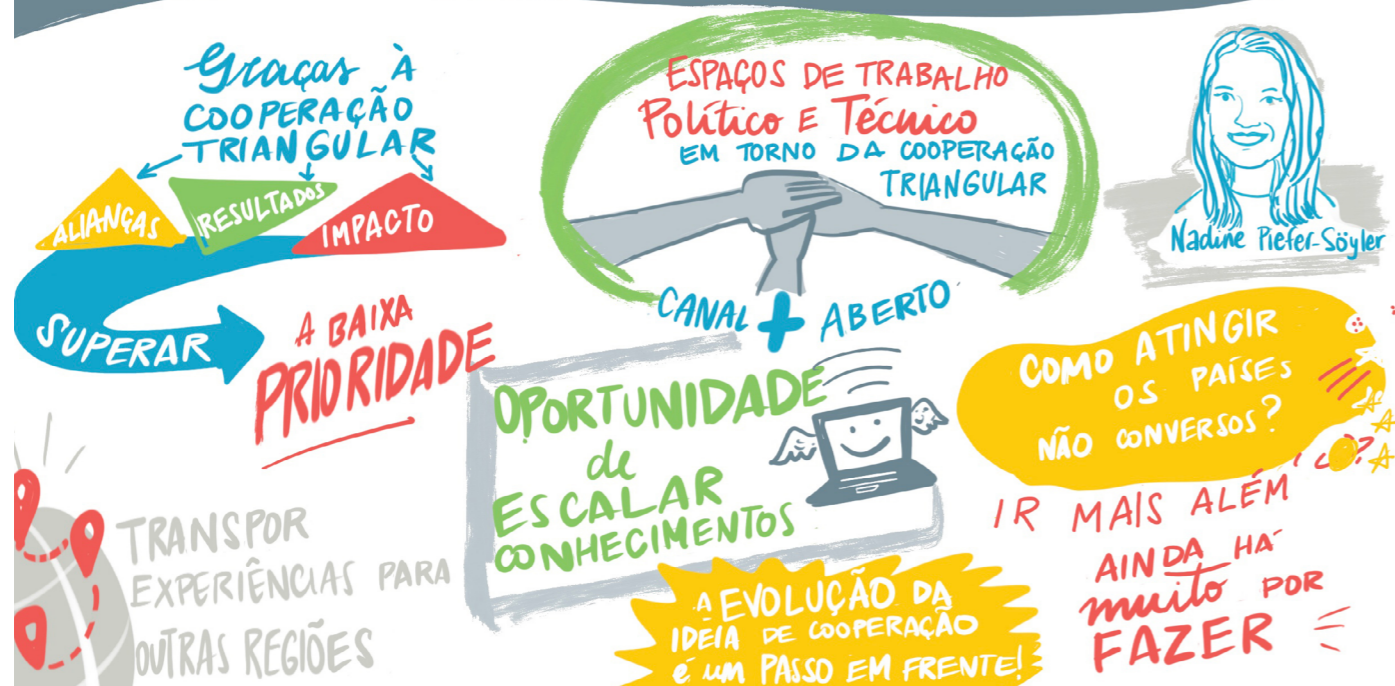 Graças À
COOPERAÇÃO
TRIANGULAR
ALIANÇAS
RESULTADOS
IMPACTO
SUPERAR
A BAIXA
PRIORIDADE
TRANSPOR
EXPERIÊNCIAS PARA
OUTRAS REGIÕES
ESPAÇOS DE TRABALHO
Político E Técnico
EM TORNO DA COOPERAÇÃO
TRIANGULAR
CANAL + ABERTO
OPORTUNIDADE
de
ESCALAR
CONHECIMENTOS
A EVOLUÇÃO DA
IDEIA DE COOPERAÇÃO
É UM PASSO EM FRENTE!
Nadine Piefer-Söyler
COMO ATINGIR
OS PAÍSES
NÃO CONVERSOS?
IR MAIS ALÉM
AINDA HÁ
muito POR
FAZER